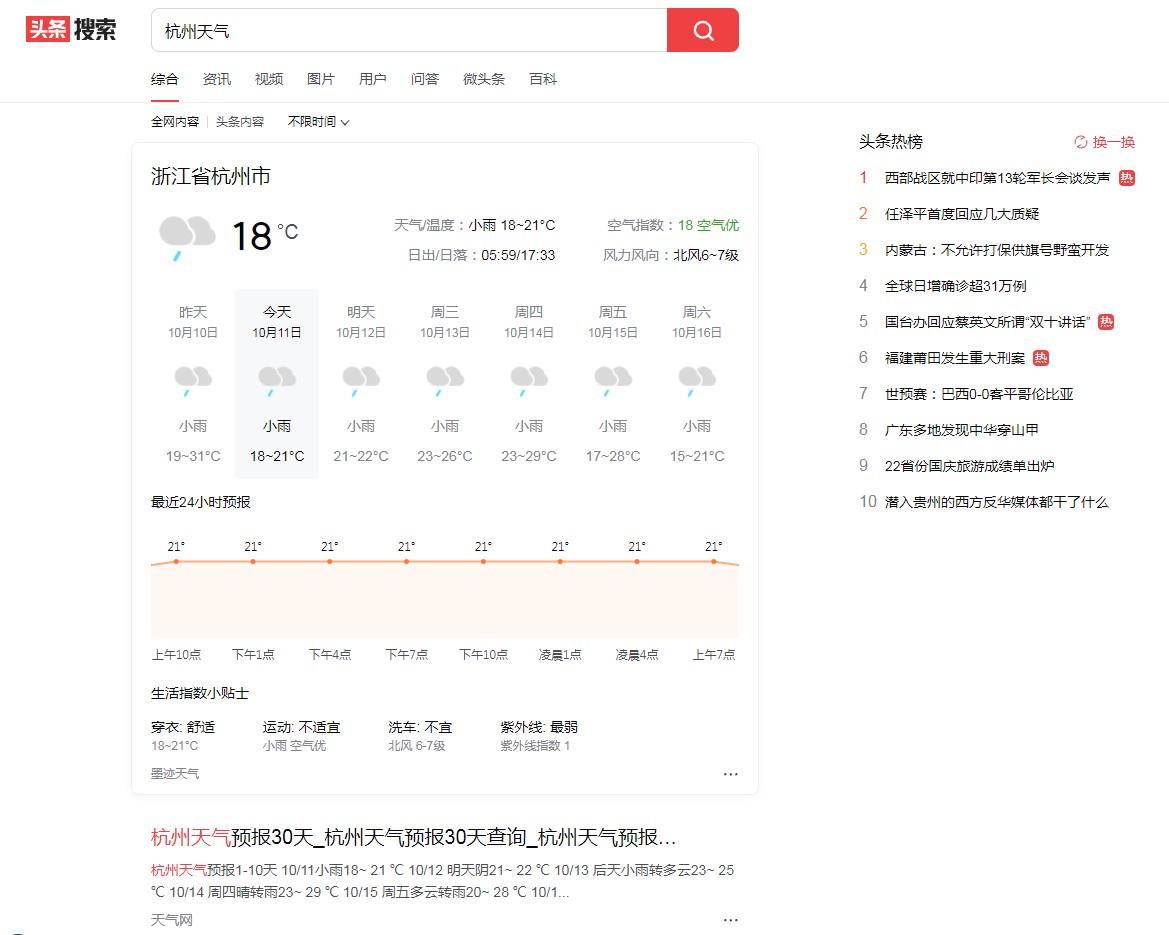 头条 搜索 杭州天气
综合 资讯 视频 图片 用户 问答 微头条 百科
全网内容 头条内容 不限时间
浙江省杭州市
18 °C
天气/温度：小雨 18~21°C 空气指数：18 空气优
日出/日落：05:59/17:33 风力风向：北风6~7级
昨天 今天 明天 周三 周四 周五 周六
10月10日 10月11日 10月12日 10月13日 10月14日 10月15日 10月16日
小雨 小雨 小雨 小雨 小雨 小雨 小雨
19~31°C 18~21°C 21~22°C 23~26°C 23~29°C 17~28°C 15~21°C
最近24小时预报
21° 21° 21° 21° 21° 21° 21° 21°
上午10点 下午1点 下午4点 下午7点 下午10点 凌晨1点 凌晨4点 上午7点
生活指数小贴士
穿衣: 舒适 运动: 不适宜 洗车: 不宜 紫外线: 最弱
18~21°C 小雨 空气优 北风 6-7级 紫外线指数 1
墨迹天气 ...
杭州天气预报30天_杭州天气预报30天查询_杭州天气预报...
杭州天气预报1-10天 10/11小雨18~ 21 ℃ 10/12 明天阴21~ 22 ℃ 10/13 后天小雨转多云23~ 25
℃ 10/14 周四晴转雨23~ 29 ℃ 10/15 周五多云转雨20~ 28 ℃ 10/1...
天气网 ...
头条热榜 换一换
1 西部战区就中印第13轮军长会谈发声 热
2 任泽平首度回应几大质疑
3 内蒙古：不允许打保供旗号野蛮开发
4 全球日增确诊超31万例
5 国台办回应蔡英文所谓“双十讲话” 热
6 福建莆田发生重大刑案 热
7 世预赛：巴西0-0客平哥伦比亚
8 广东多地发现中华穿山甲
9 22省份国庆旅游成绩单出炉
10 潜入贵州的西方反华媒体都干了什么